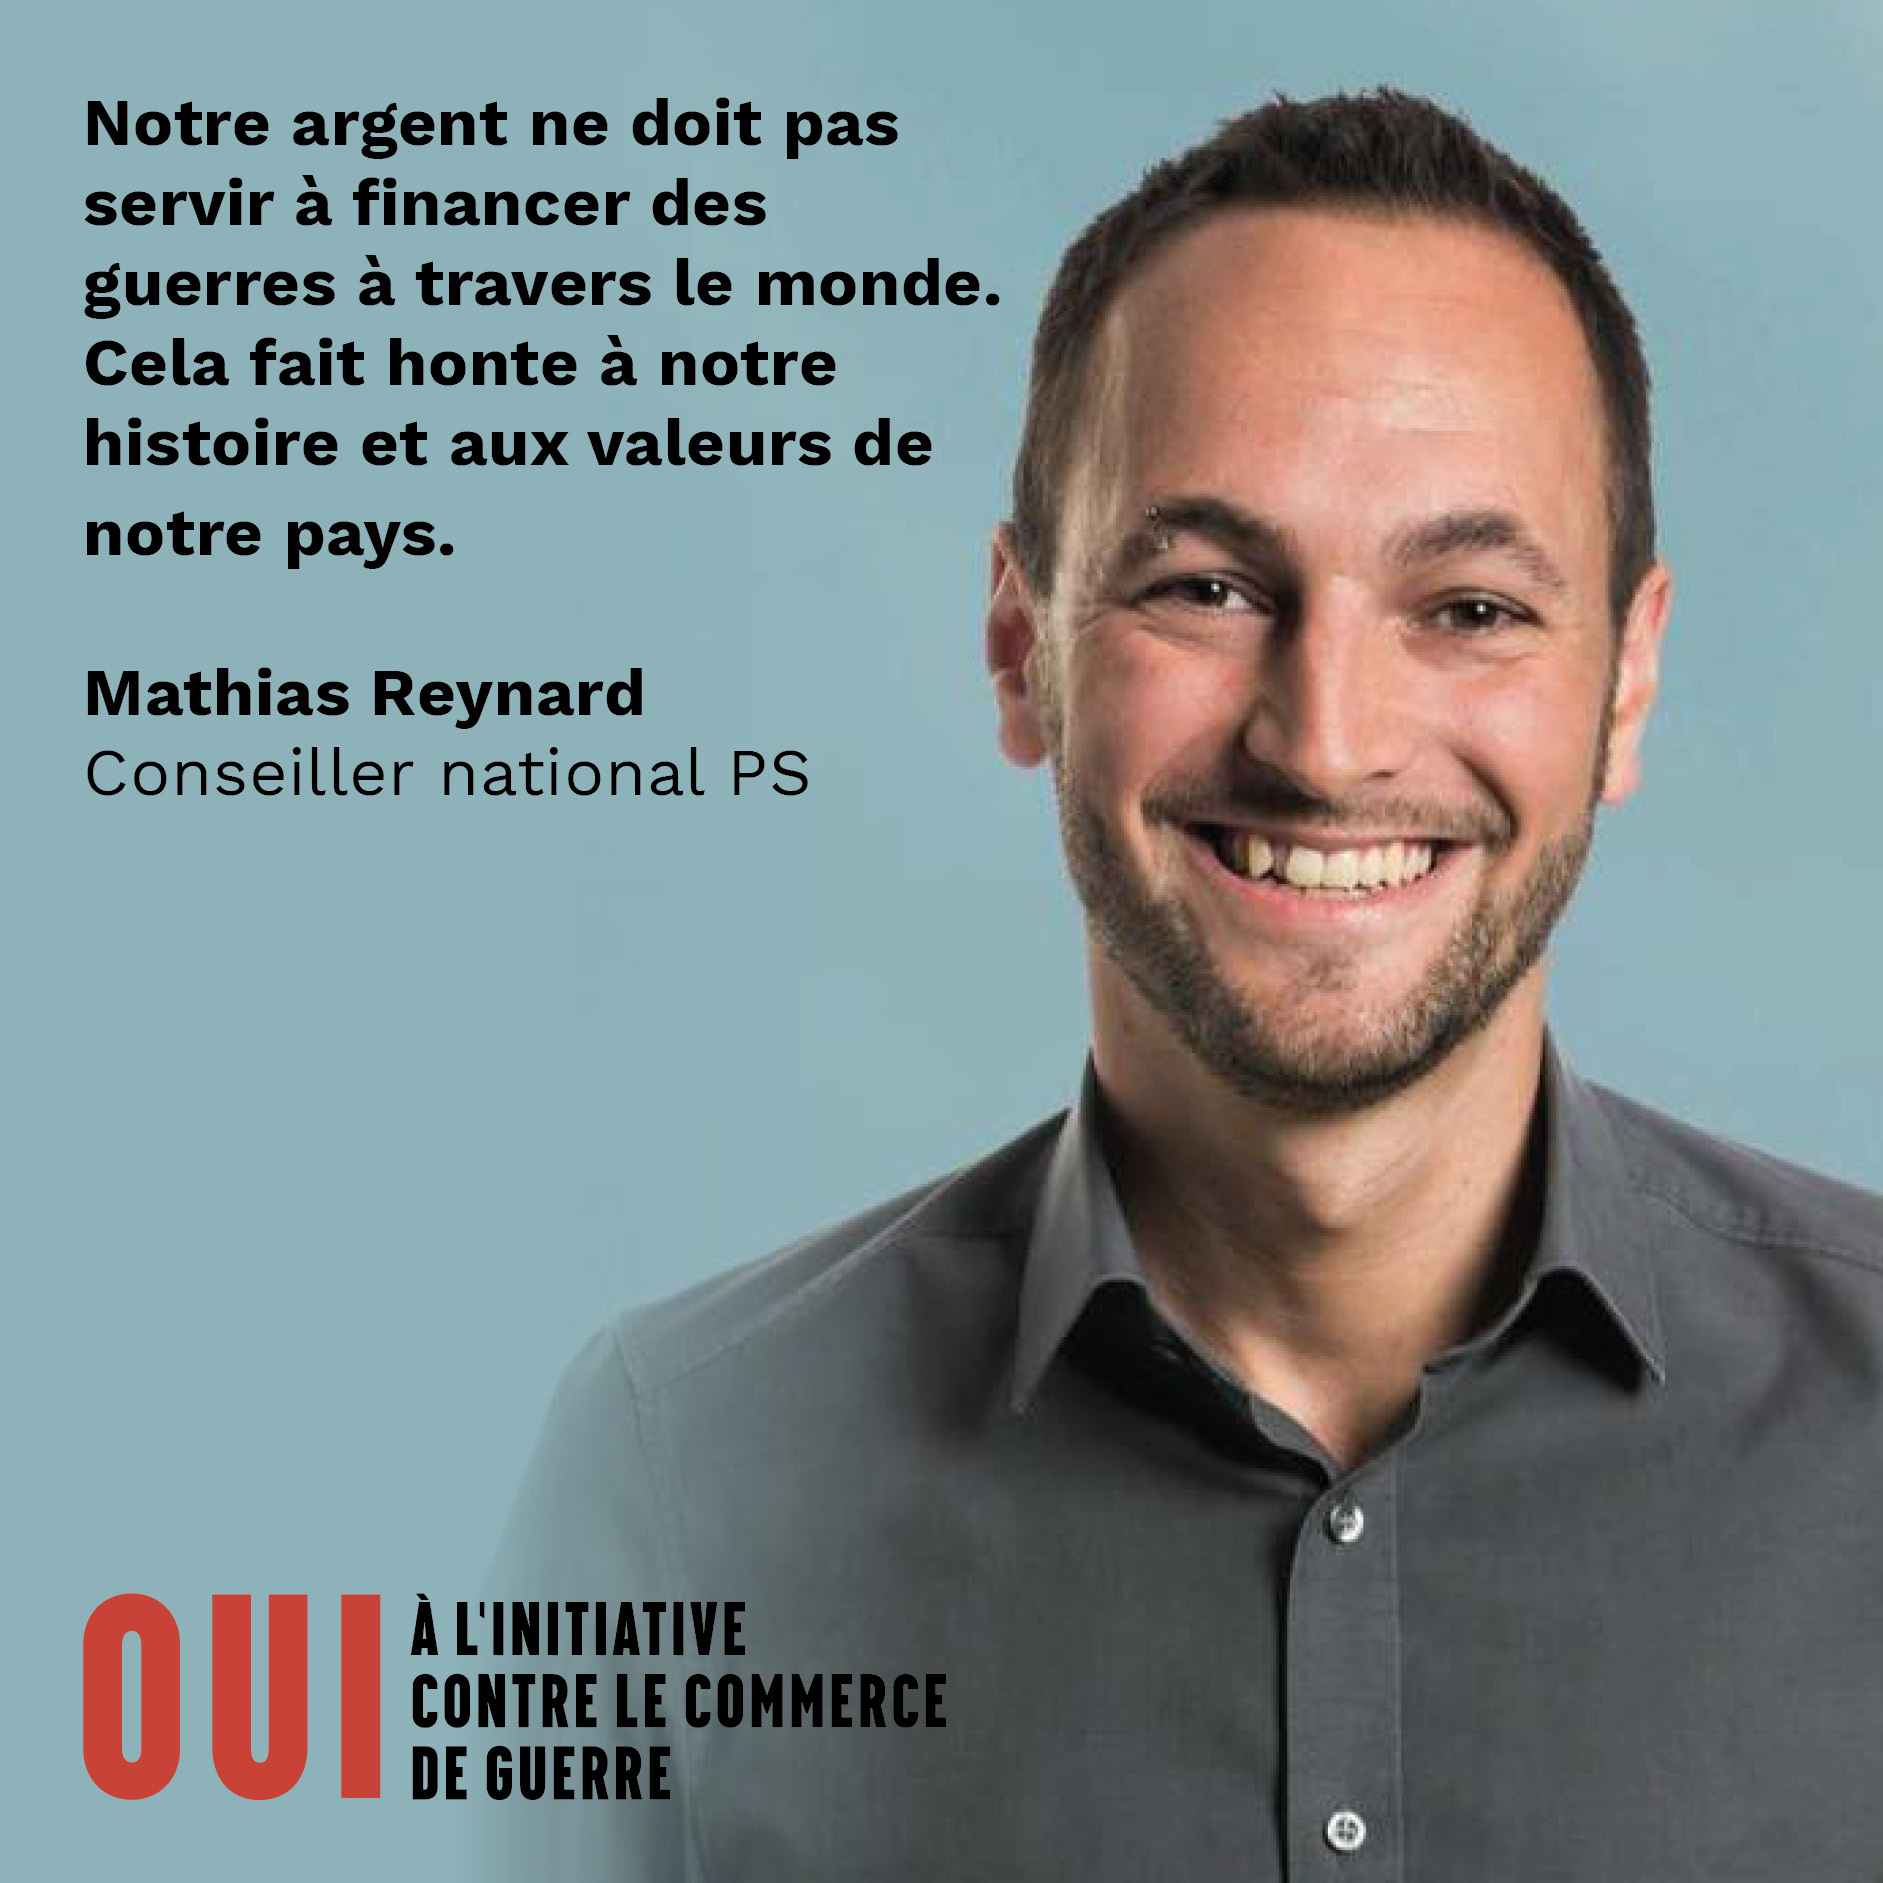 Notre argent ne doit pas
servir à financer des
guerres à travers le monde.
Cela fait honte à notre
histoire et aux valeurs de
notre pays.
Mathias Reynard
Conseiller national PS
OUI À L'INITIATIVE
CONTRE LE COMMERCE
DE GUERRE